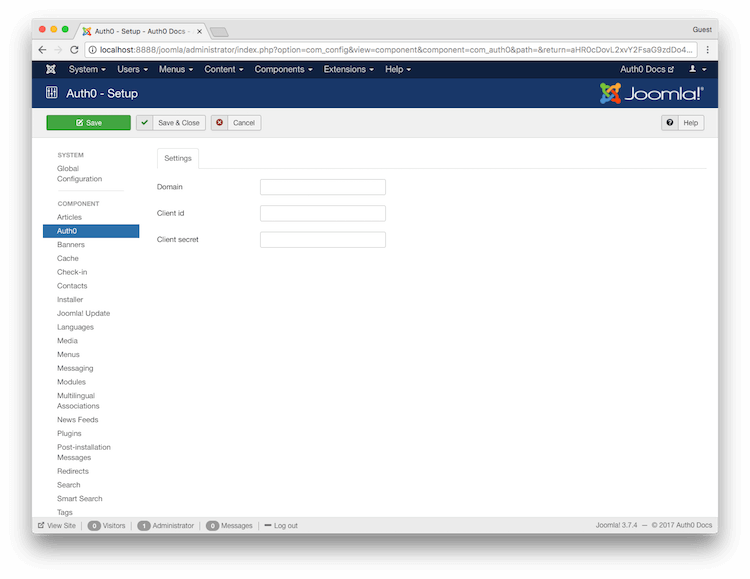 Auth0 - Setup - Auth0 Docs -
Guest
localhost:8888/joomla/administrator/index.php?option=com_config&view=component&component=com_auth0&path=&return=aHR0cDovL2xvY2FsaG9zdDo4...
System Users Menus Content Components Extensions Help Auth0 Docs
Auth0 - Setup
Joomla!®
Save Save & Close Cancel Help
SYSTEM
Global
Configuration
COMPONENT
Articles
Auth0
Banners
Cache
Check-in
Contacts
Installer
Joomla! Update
Languages
Media
Menus
Messaging
Modules
Multilingual
Associations
News Feeds
Plugins
Post-installation
Messages
Redirects
Search
Smart Search
Tags
Settings
Domain
Client id
Client secret
View Site 0 Visitors 1 Administrator 0 Messages Log out
Joomla! 3.7.4 — © 2017 Auth0 Docs